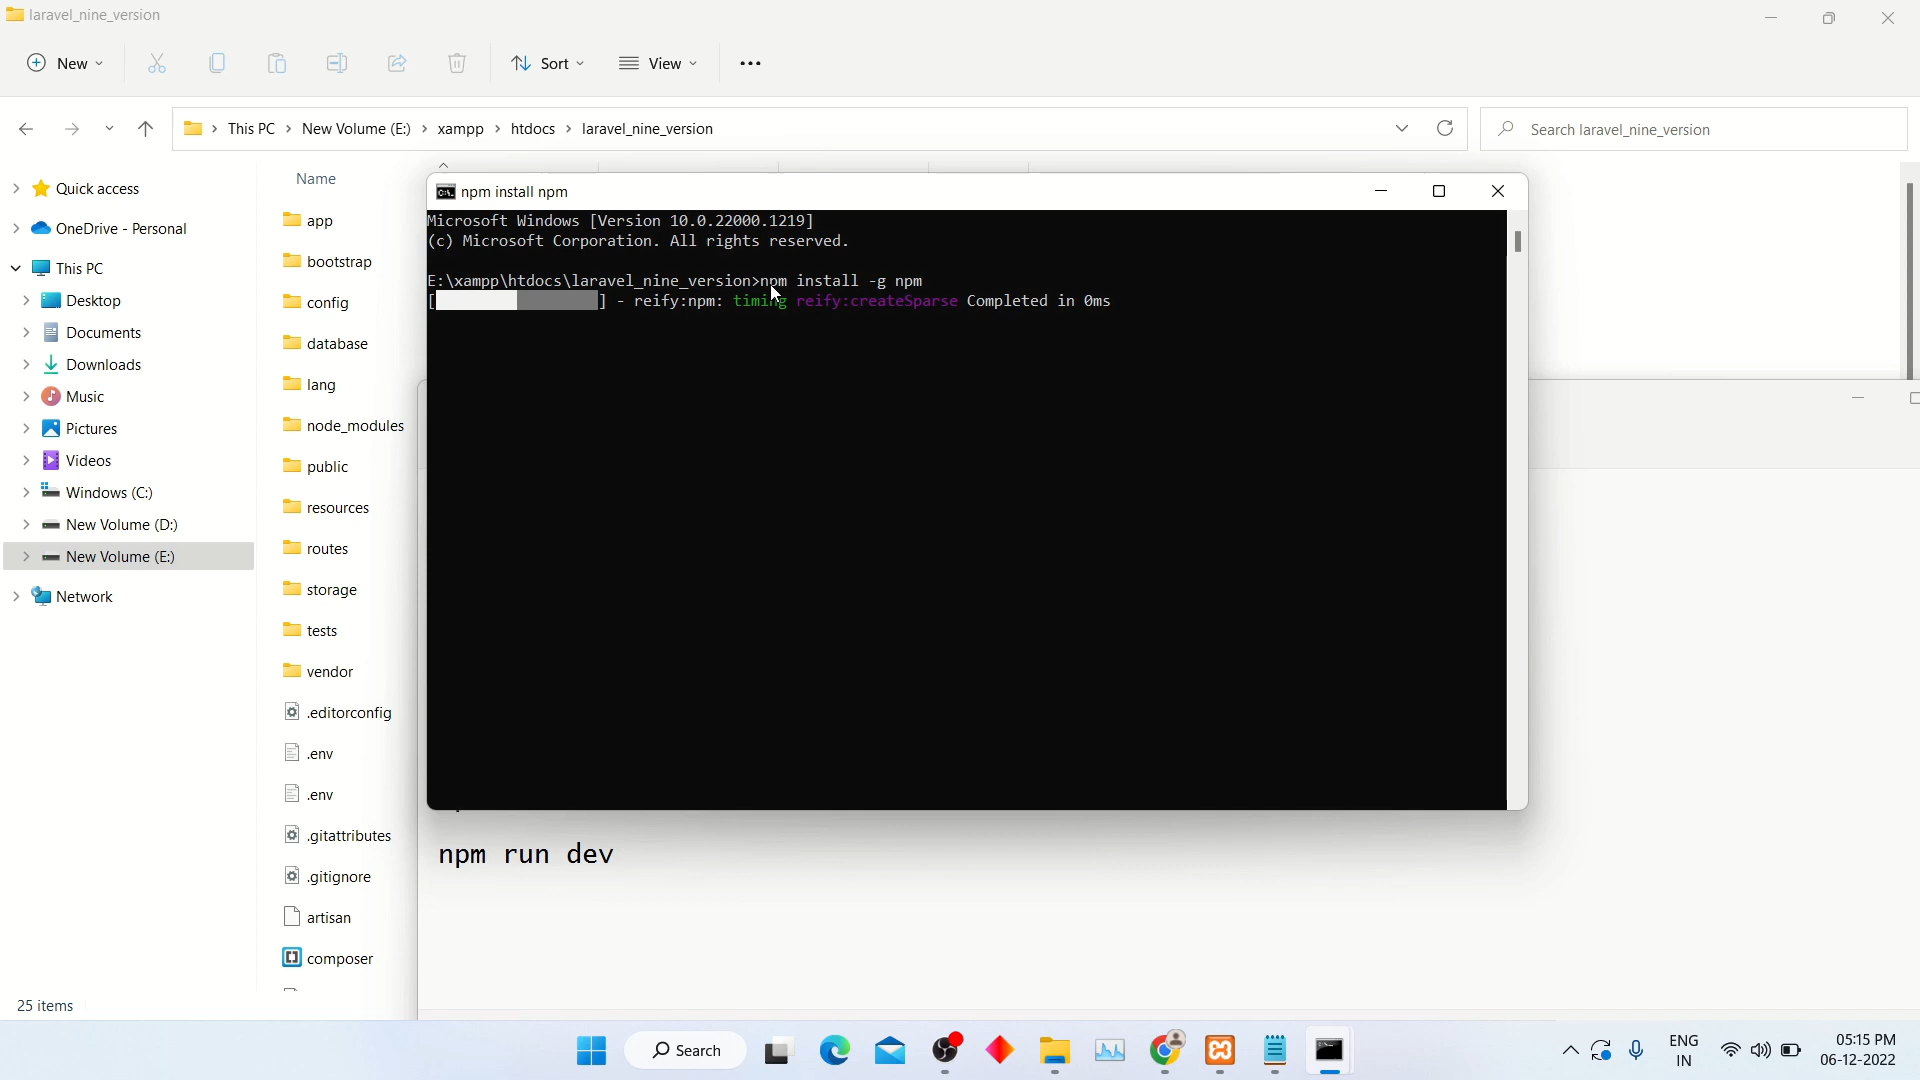 laravel_nine_version
New
Sort
View
This PC
New Volume (E:)
xampp
htdocs
laravel_nine_version
Search laravel_nine_version
Quick access
OneDrive - Personal
This PC
Desktop
Documents
Downloads
Music
Pictures
Videos
Windows (C:)
New Volume (D:)
New Volume (E:)
Network
Name
app
bootstrap
config
database
lang
node_modules
public
resources
routes
storage
tests
vendor
.editorconfig
.env
.env
.gitattributes
.gitignore
artisan
composer
25 items
npm install npm
Microsoft Windows [Version 10.0.22000.1219]
(c) Microsoft Corporation. All rights reserved.
E:\xampp\htdocs\laravel_nine_version>npm install -g npm
[ ] - reify:npm: timing reify:createSparse Completed in 0ms
npm run dev
Search
ENG
IN
05:15 PM
06-12-2022